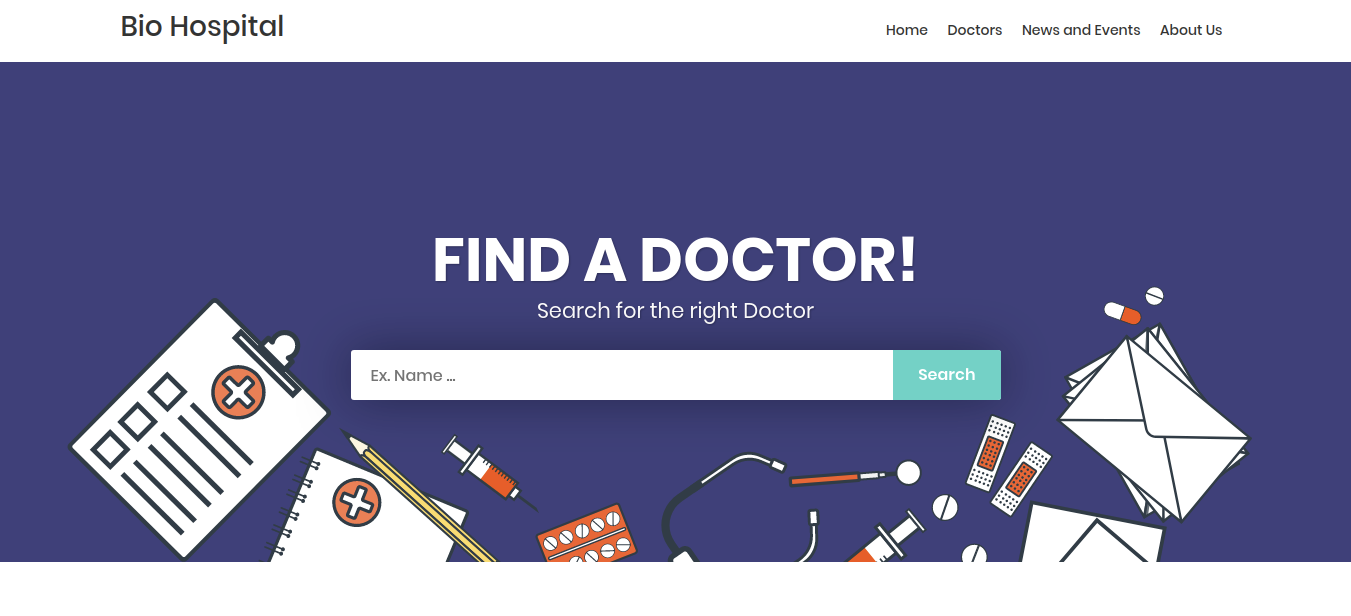 Bio Hospital
Home Doctors News and Events About Us
FIND A DOCTOR!
Search for the right Doctor
Ex. Name ... Search